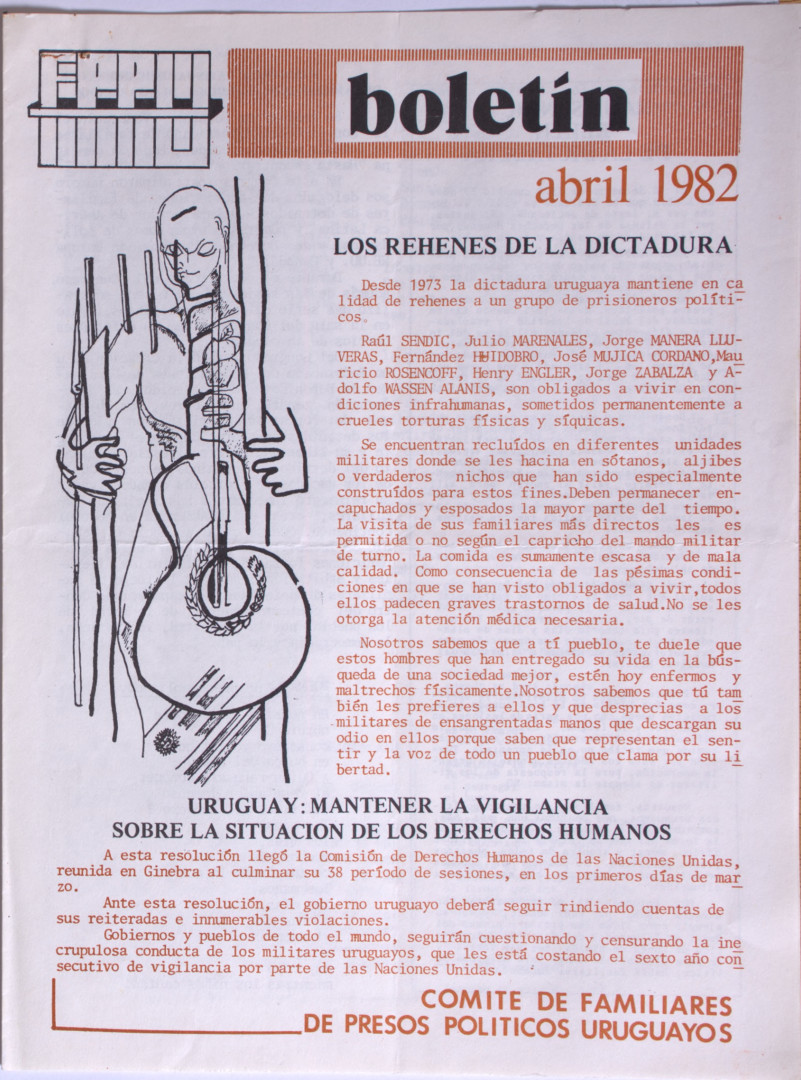 CFPPU
boletín
abril 1982
LOS REHENES DE LA DICTADURA
Desde 1973 la dictadura uruguaya mantiene en ca
lidad de rehenes a un grupo de prisioneros políti-
cos.
Raúl SENDIC, Julio MARENALES, Jorge MANERA LLU-
VERAS, Fernández HUIDOBRO, José MUJICA CORDANO,Mau
ricio ROSENCOFF, Henry ENGLER, Jorge ZABALZA y A-
dolfo WASSEN ALANIS, son obligados a vivir en con-
diciones infrahumanas, sometidos permanentemente a
crueles torturas físicas y síquicas.
Se encuentran recluídos en diferentes unidades
militares donde se les hacina en sótanos, aljibes
o verdaderos nichos que han sido especialmente
construídos para estos fines.Deben permanecer en-
capuchados y esposados la mayor parte del tiempo.
La visita de sus familiares más directos les es
permitida o no según el capricho del mando militar
de turno. La comida es sumamente escasa y de mala
calidad. Como consecuencia de las pésimas condi-
ciones en que se han visto obligados a vivir,todos
ellos padecen graves trastornos de salud.No se les
otorga la atención médica necesaria.
Nosotros sabemos que a tí pueblo, te duele que
estos hombres que han entregado su vida en la bús-
queda de una sociedad mejor, estén hoy enfermos y
maltrechos físicamente.Nosotros sabemos que tú tam
bién les prefieres a ellos y que desprecias a los
militares de ensangrentadas manos que descargan su
odio en ellos porque saben que representan el sen-
tir y la voz de todo un pueblo que clama por su li
bertad.
URUGUAY: MANTENER LA VIGILANCIA
SOBRE LA SITUACION DE LOS DERECHOS HUMANOS
A esta resolución llegó la Comisión de Derechos Humanos de las Naciones Unidas,
reunida en Ginebra al culminar su 38 período de sesiones, en los primeros días de mar
zo.
Ante esta resolución, el gobierno uruguayo deberá seguir rindiendo cuentas de
sus reiteradas e innumerables violaciones.
Gobiernos y pueblos de todo el mundo, seguirán cuestionando y censurando la ine
crupulosa conducta de los militares uruguayos, que les está costando el sexto año con
secutivo de vigilancia por parte de las Naciones Unidas.
COMITE DE FAMILIARES
DE PRESOS POLITICOS URUGUAYOS